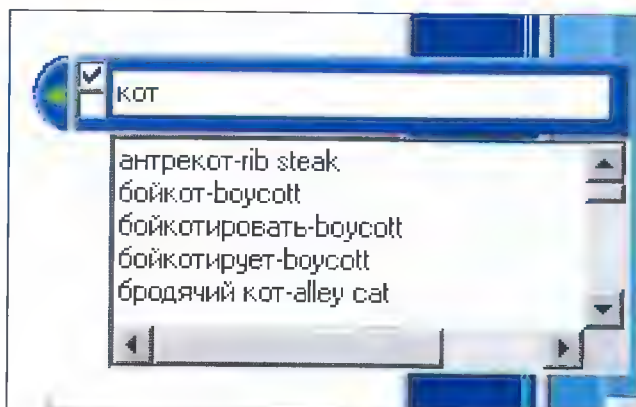 кот
антрекот-rib steak
бойкот-boycott
бойкотировать-boycott
бойкотирует-boycott
бродячий кот-alley cat